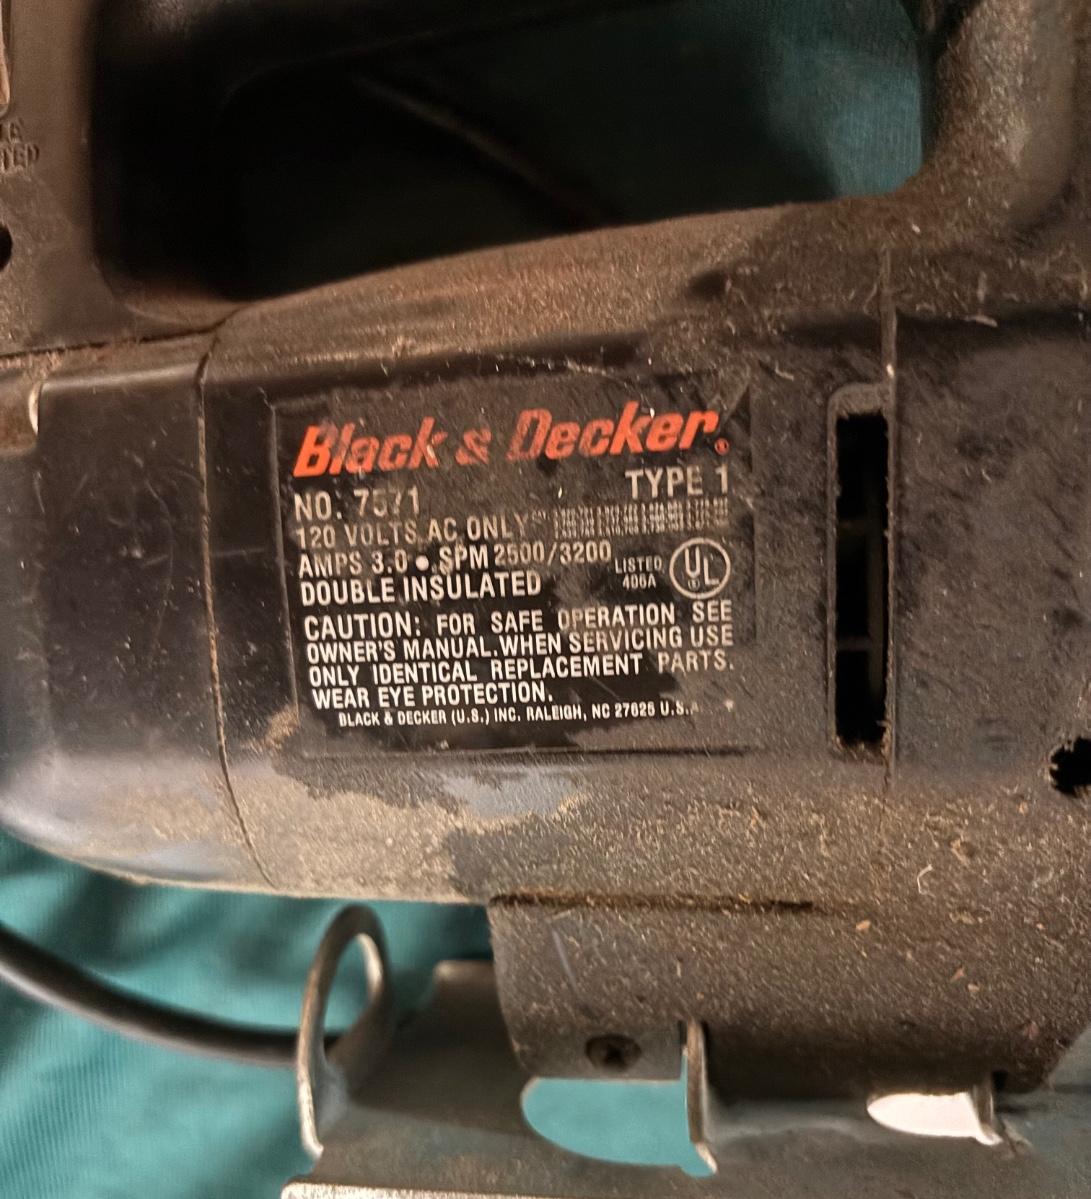 Black & Decker®
NO. 7571 TYPE 1
120 VOLTS AC ONLY
AMPS 3.0 • SPM 2500/3200
DOUBLE INSULATED
LISTED
406A
UL
CAUTION: FOR SAFE OPERATION SEE
OWNER'S MANUAL. WHEN SERVICING USE
ONLY IDENTICAL REPLACEMENT PARTS.
WEAR EYE PROTECTION.
BLACK & DECKER (U.S.) INC. RALEIGH, NC 27625 U.S.A